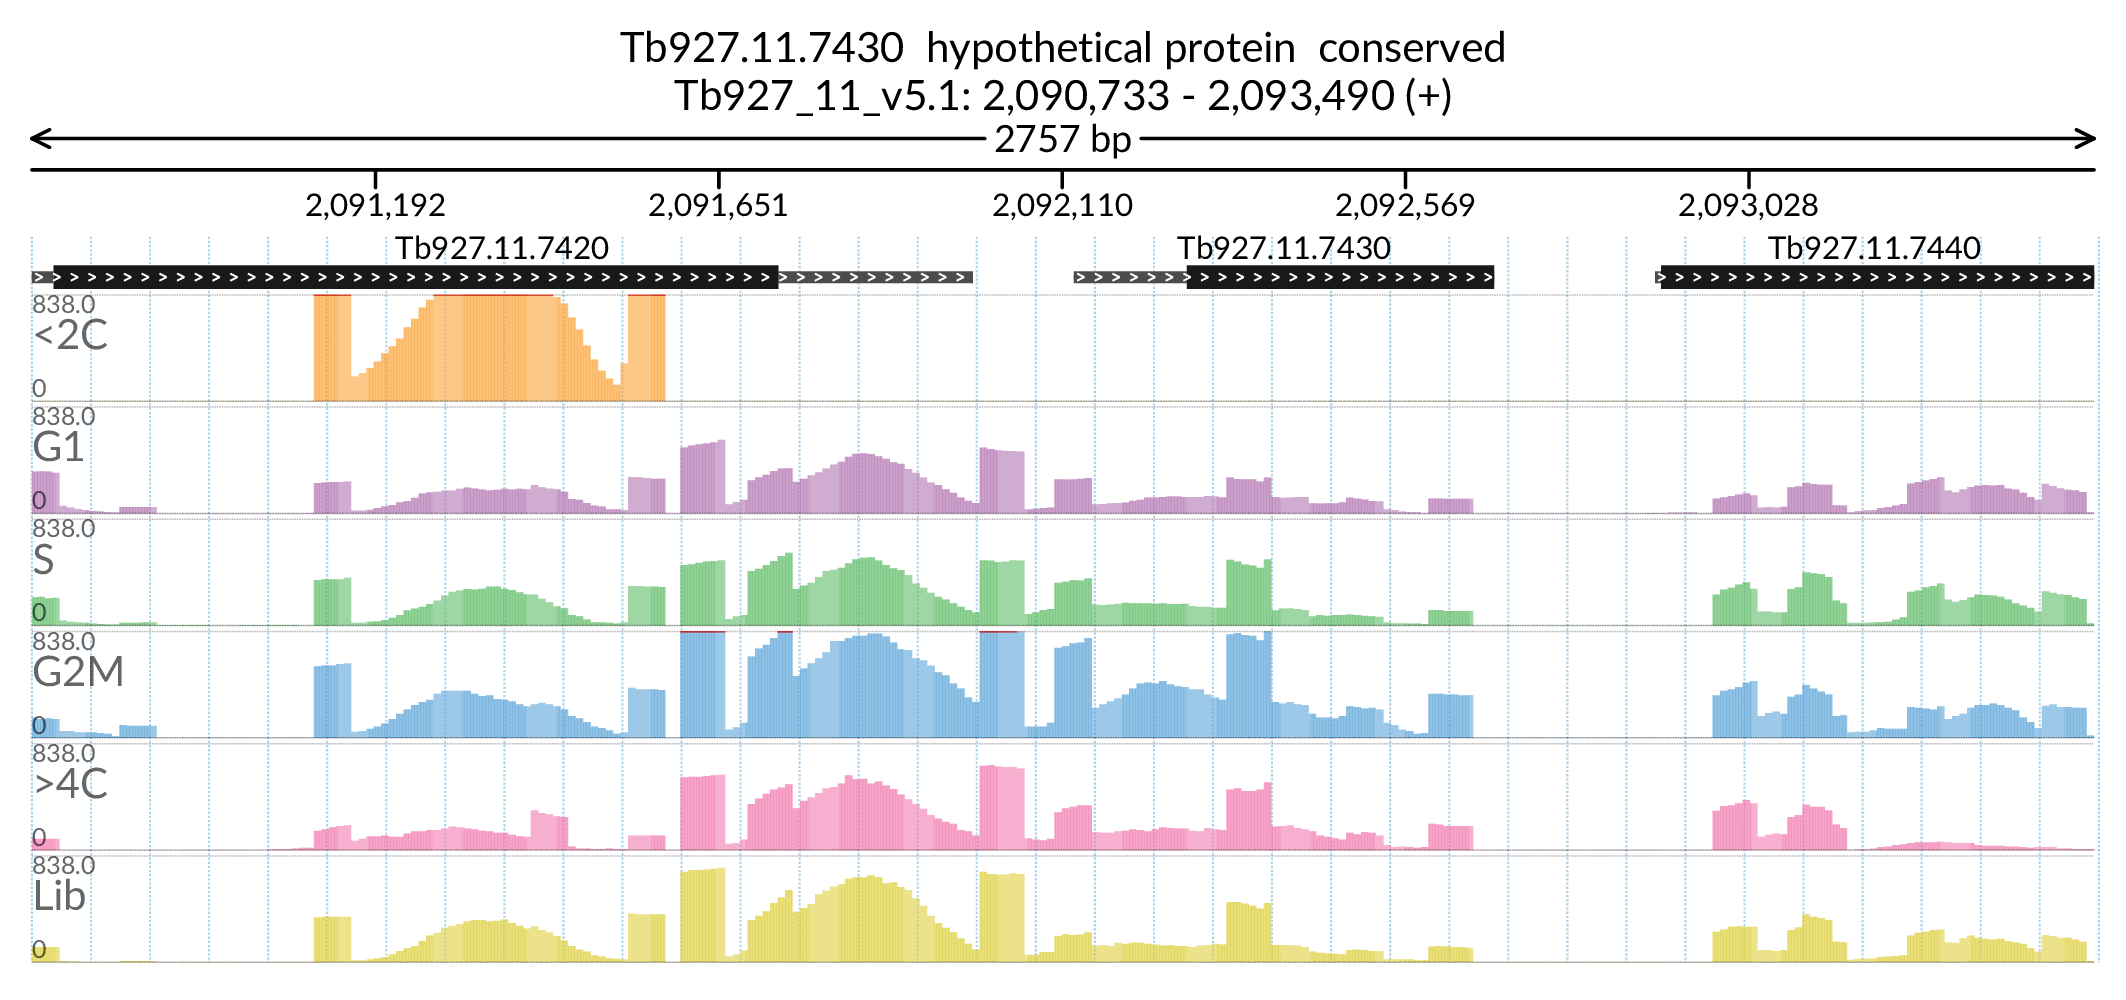 Tb927.11.7430 hypothetical protein conserved
Tb927_11_v5.1: 2,090,733 - 2,093,490 (+)
2757 bp
2,091,192 2,091,651 2,092,110 2,092,569 2,093,028
Tb927.11.7420 Tb927.11.7430 Tb927.11.7440
838.0
<2C
0
838.0
G1
0
838.0
S
0
838.0
G2M
0
838.0
>4C
0
838.0
Lib
0